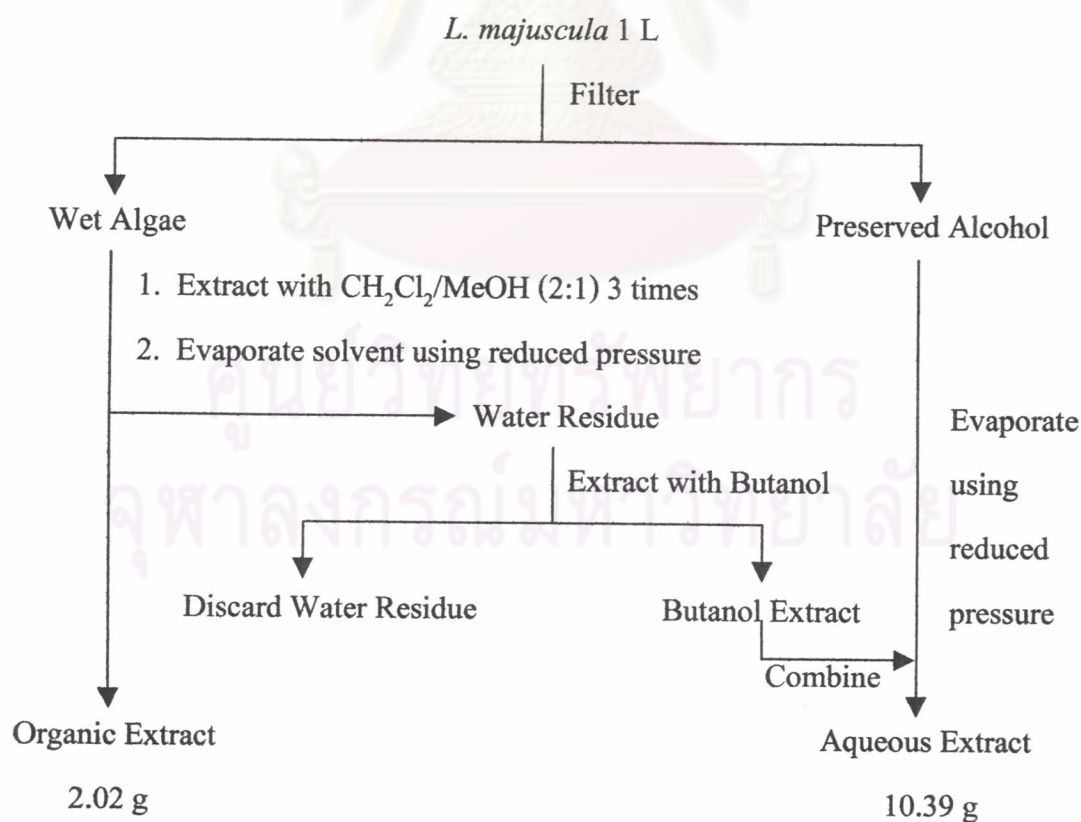 L. majuscula 1 L
Filter
Wet Algae
Preserved Alcohol
1. Extract with CH₂Cl₂/MeOH (2:1) 3 times
2. Evaporate solvent using reduced pressure
Water Residue
Evaporate
using
reduced
pressure
Extract with Butanol
Discard Water Residue
Butanol Extract
Combine
Organic Extract
2.02 g
Aqueous Extract
10.39 g
ศูนย์วิทยทรัพยากร
จุฬาลงกรณ์มหาวิทยาลัย